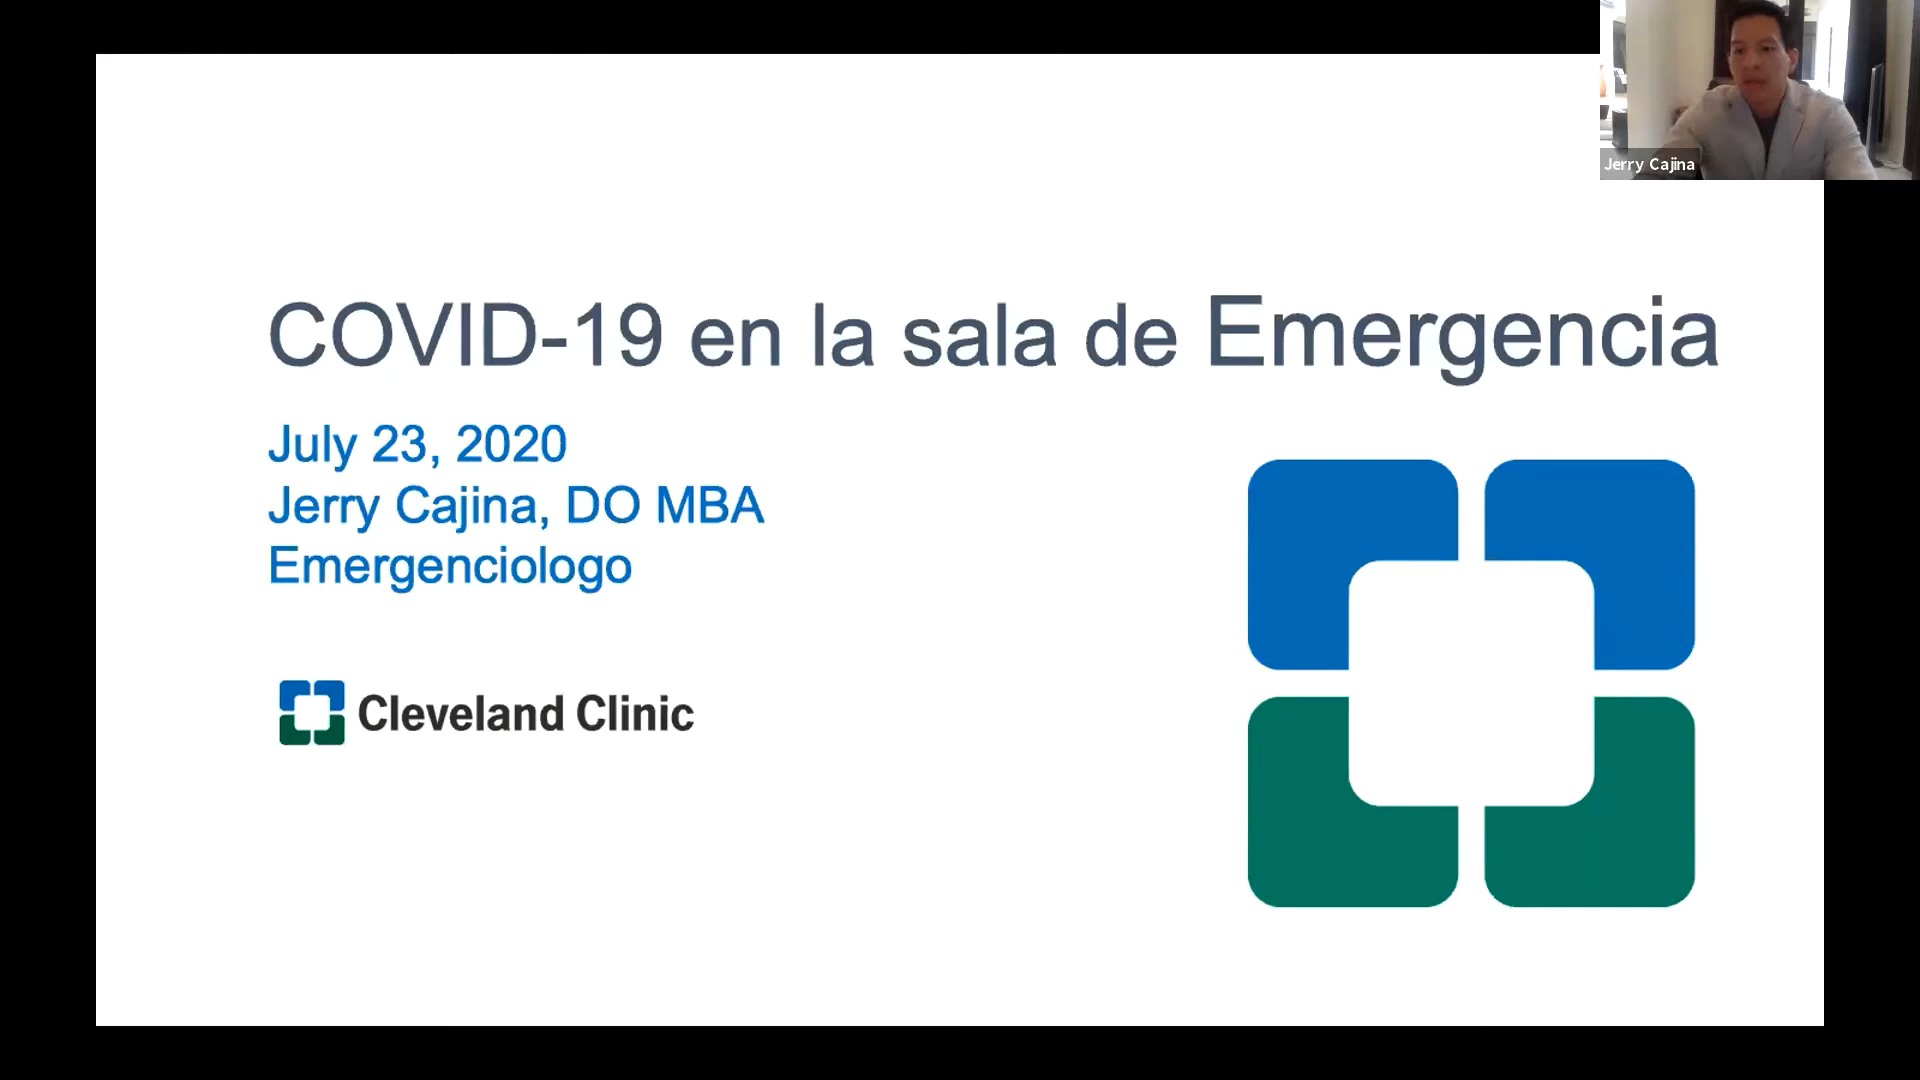 Jerry Cajina
COVID-19 en la sala de Emergencia
July 23, 2020
Jerry Cajina, DO MBA
Emergenciologo
Cleveland Clinic